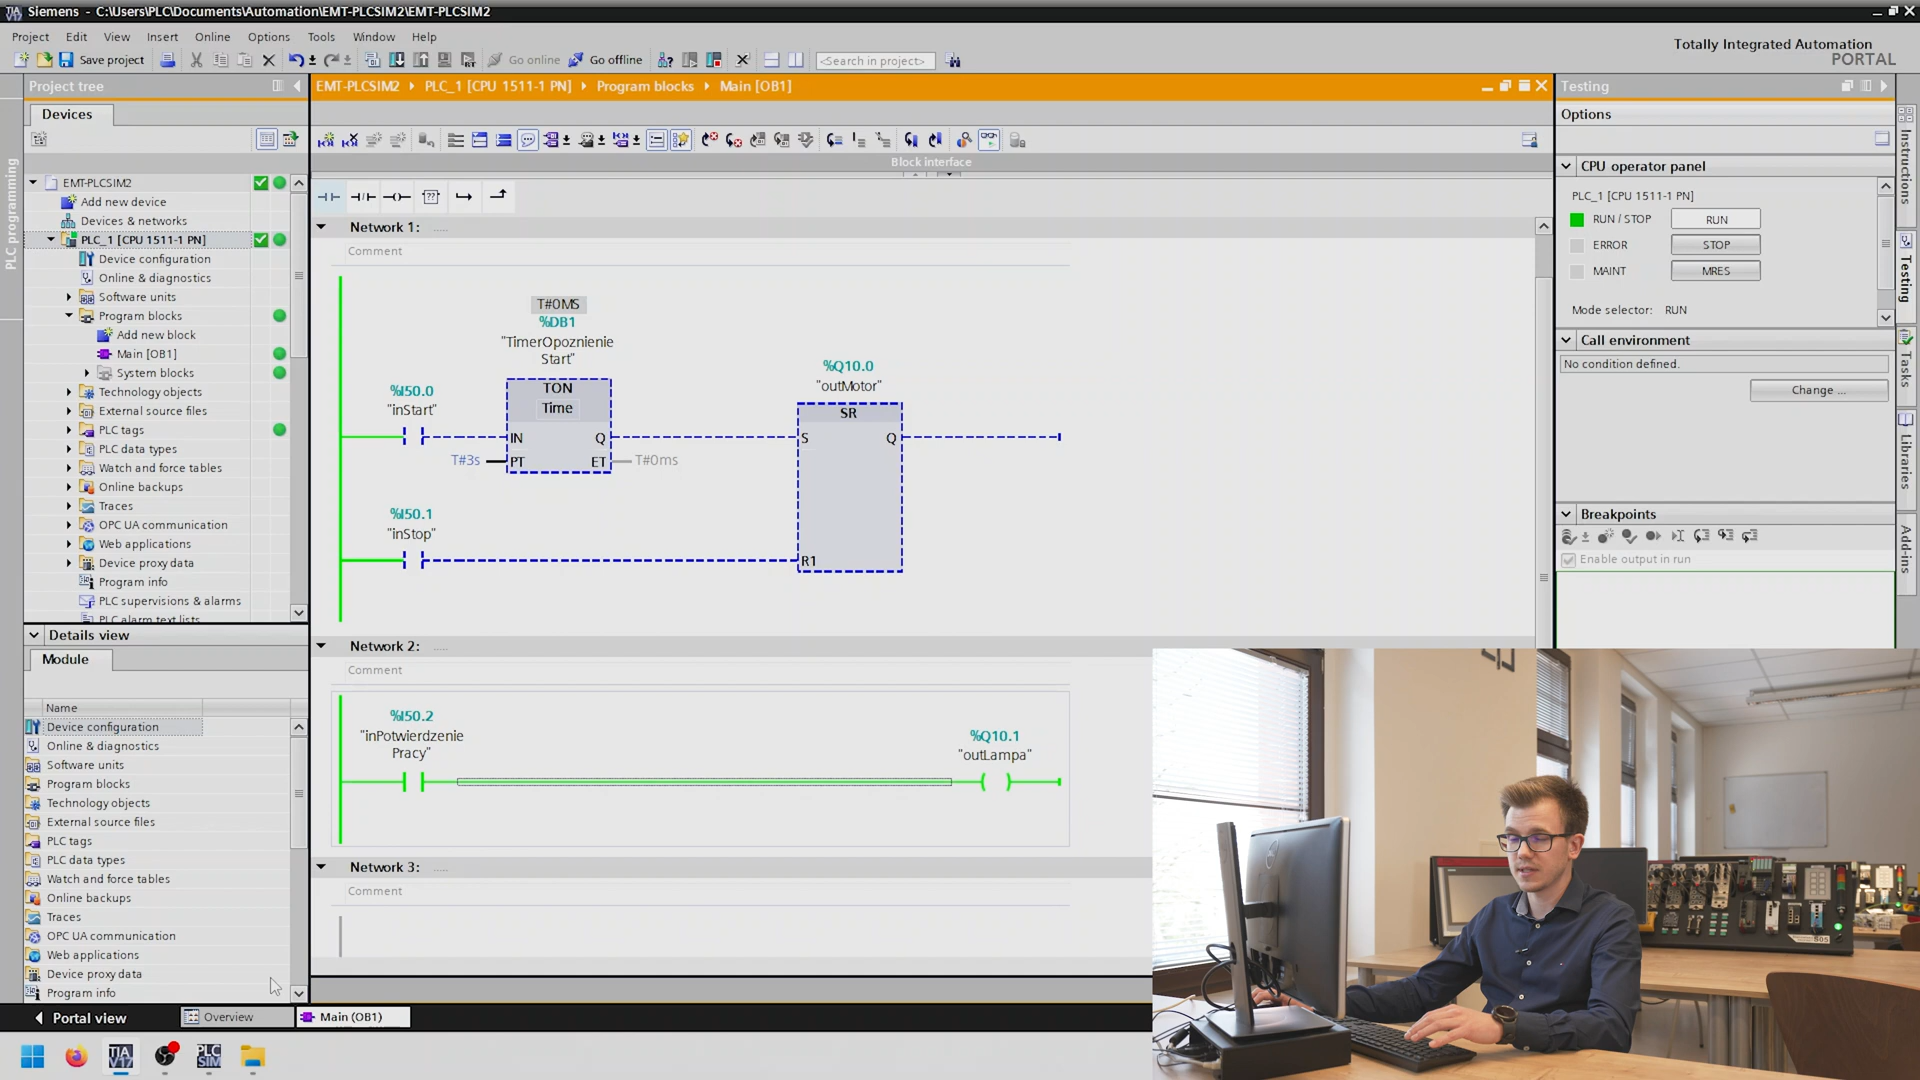 Siemens - C:\Users\PLC\Documents\Automation\EMT-PLCSIM2\EMT-PLCSIM2
Project Edit View Insert Online Options Tools Window Help
Totally Integrated Automation
PORTAL
Save project
Go online
Go offline
<Search in project>
Project tree
EMT-PLCSIM2 PLC_1 [CPU 1511-1 PN] Program blocks Main [OB1]
Testing
Devices
Options
PLC programming
Block interface
CPU operator panel
EMT-PLCSIM2
Add new device
Devices & networks
PLC_1 [CPU 1511-1 PN]
Device configuration
Online & diagnostics
Software units
Program blocks
Add new block
Main [OB1]
System blocks
Technology objects
External source files
PLC tags
PLC data types
Watch and force tables
Online backups
Traces
OPC UA communication
Web applications
Device proxy data
Program info
PLC supervisions & alarms
PLC alarm text lists
Network 1: .....
Comment
T#0MS
%DB1
"TimerOpoznienie
Start"
TON
Time
%I50.0
"inStart"
IN Q
T#3s PT ET T#0ms
%Q10.0
"outMotor"
SR
S Q
R1
%I50.1
"inStop"
Network 2: .....
Comment
%I50.2
"inPotwierdzenie
Pracy"
%Q10.1
"outLampa"
Network 3: .....
Comment
PLC_1 [CPU 1511-1 PN]
RUN / STOP RUN
ERROR STOP
MAINT MRES
Mode selector: RUN
Call environment
No condition defined.
Change ...
Breakpoints
Enable output in run
Instructions
Testing
Tasks
Libraries
Add-ins
Details view
Module
Name
Device configuration
Online & diagnostics
Software units
Program blocks
Technology objects
External source files
PLC tags
PLC data types
Watch and force tables
Online backups
Traces
OPC UA communication
Web applications
Device proxy data
Program info
Portal view
Overview
Main (OB1)
TIA
V17
PLC
SIM